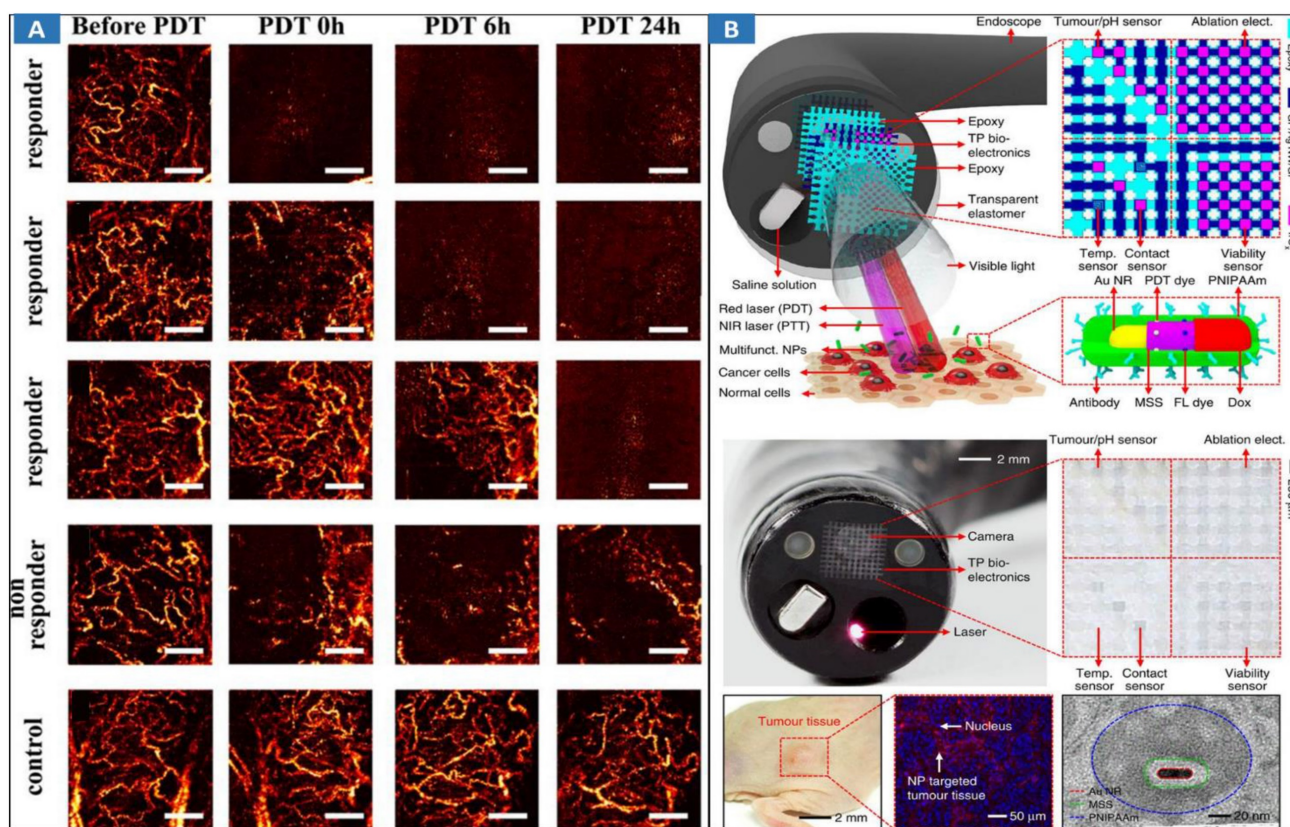 A
Before PDT PDT 0h PDT 6h PDT 24h
responder
responder
responder
non
responder
control
B
Endoscope
Tumour/pH sensor Ablation elect.
Epoxy
TP bio-
electronics
Epoxy
Transparent
elastomer
Saline solution
Visible light
Red laser (PDT)
NIR laser (PTT)
Multifunct. NPs
Cancer cells
Normal cells
Temp. Contact Viability
sensor sensor sensor
Au NR PDT dye PNIPAAm
Antibody MSS FL dye Dox
2 mm
Tumour/pH sensor Ablation elect.
Camera
TP bio-
electronics
Laser
Temp. Contact Viability
sensor sensor sensor
Tumour tissue
2 mm
Nucleus
NP targeted
tumour tissue
50 μm
Au NR
MSS
PNIPAAm
20 nm